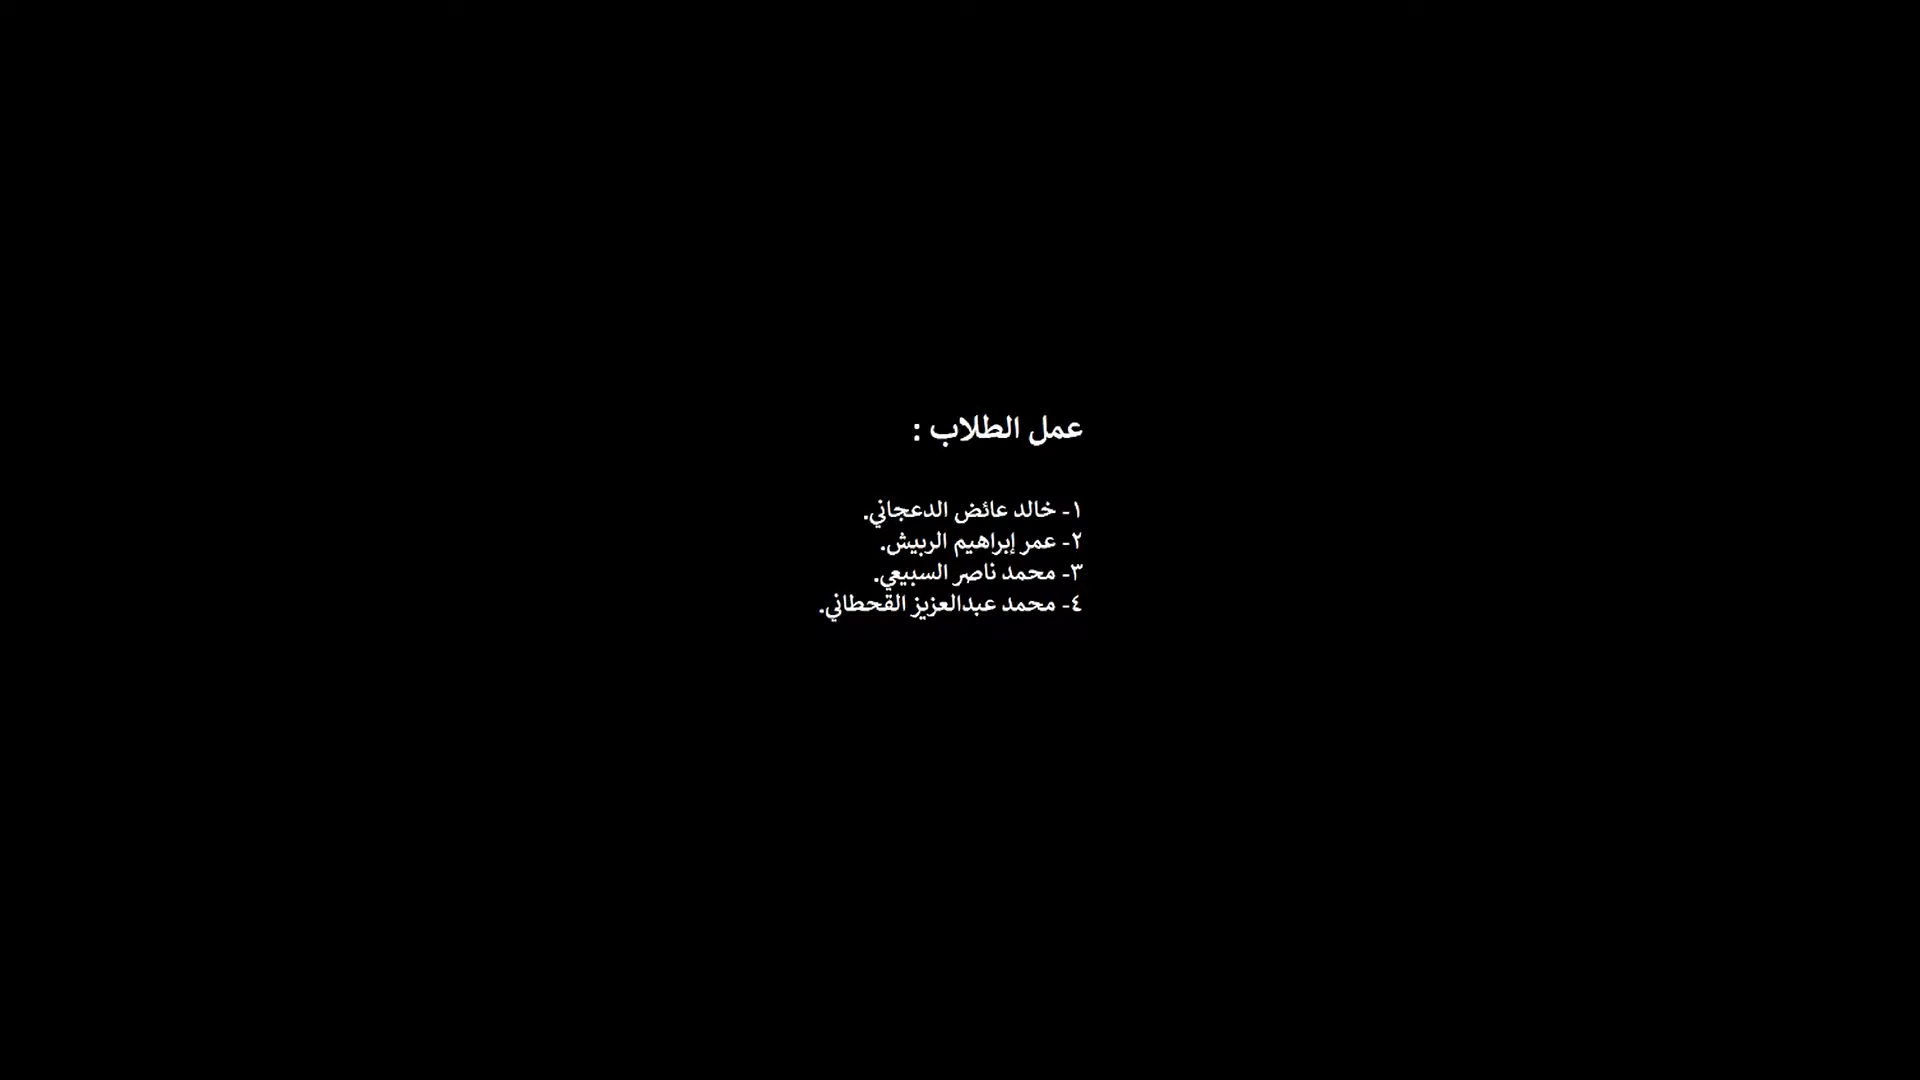 عمل الطلاب :
١- خالد عائض الدعجاني.
٢- عمر إبراهيم الربيش.
٣- محمد ناصر السبيعي.
٤- محمد عبدالعزيز القحطاني.